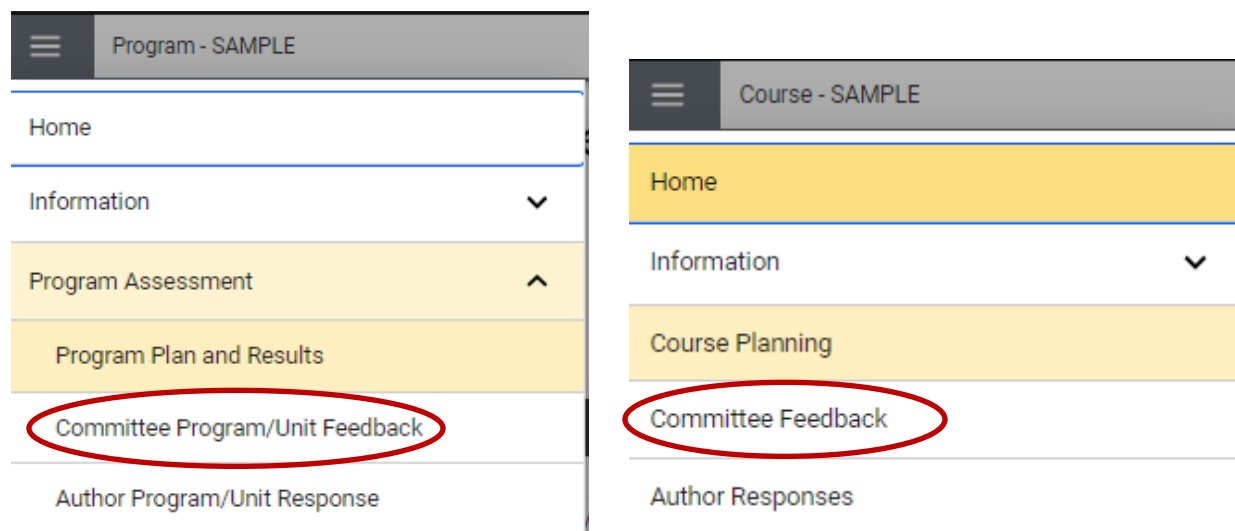 Program - SAMPLE
Home
Information
Program Assessment
Program Plan and Results
Committee Program/Unit Feedback
Author Program/Unit Response
Course - SAMPLE
Home
Information
Course Planning
Committee Feedback
Author Responses